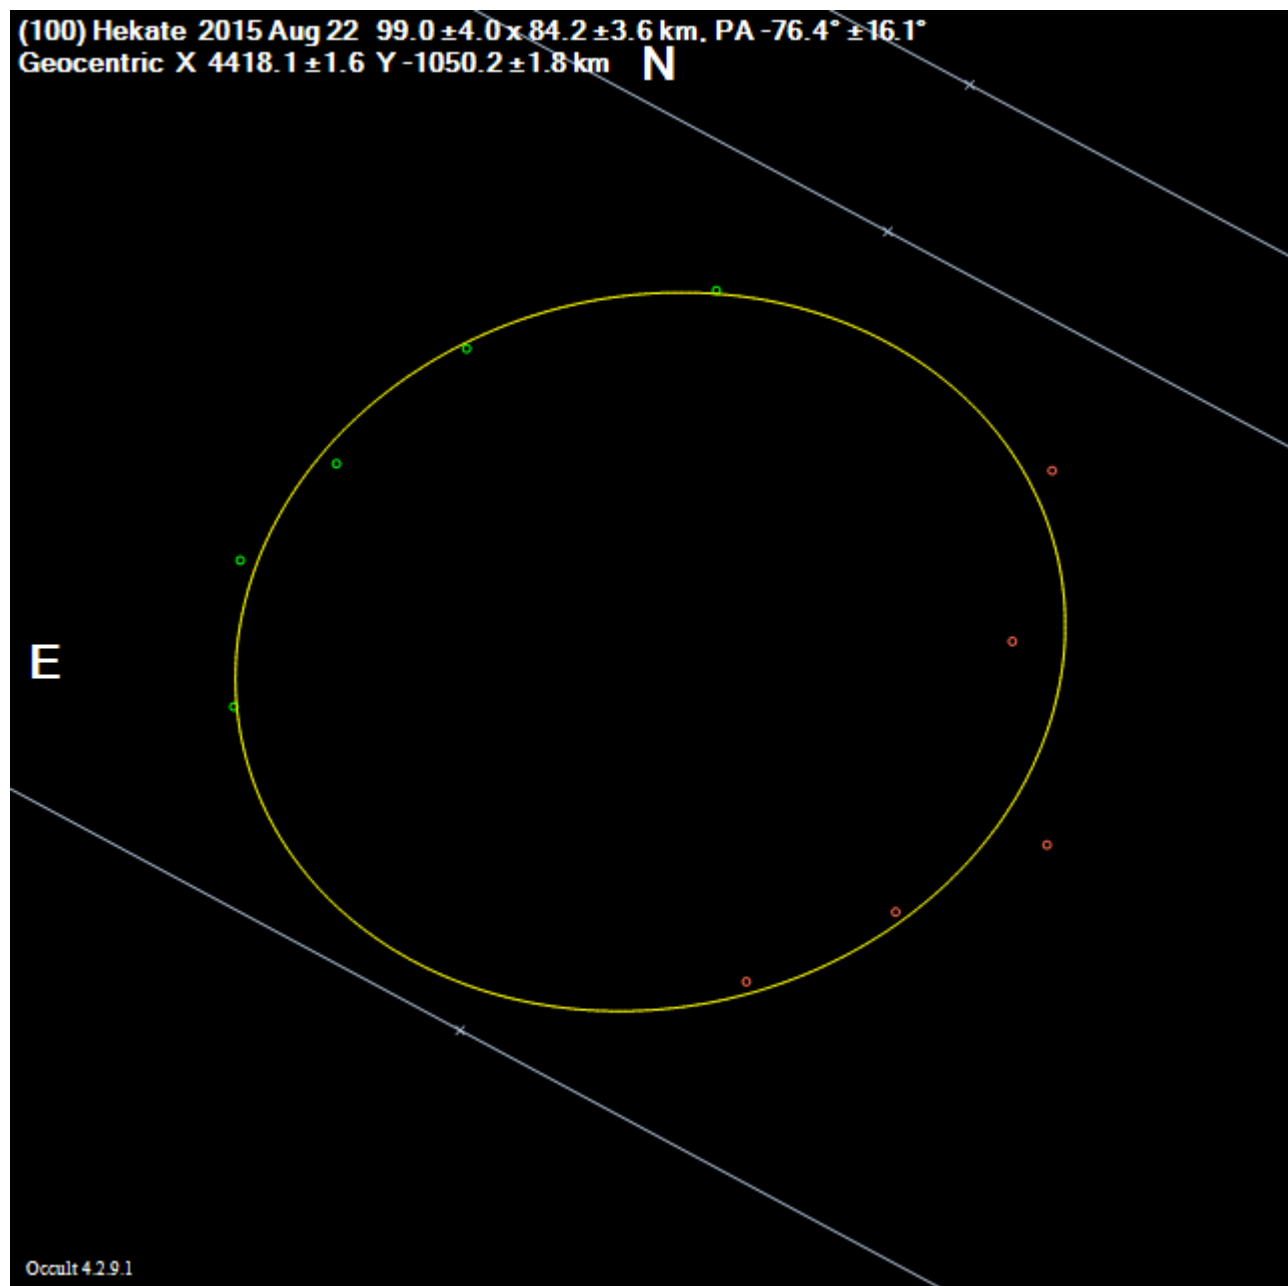 (100) Hekate 2015 Aug 22 99.0 ±4.0 x 84.2 ±3.6 km, PA -76.4° ±16.1°
Geocentric X 4418.1 ±1.6 Y -1050.2 ±1.8 km
N
E
Occult 4.2.9.1